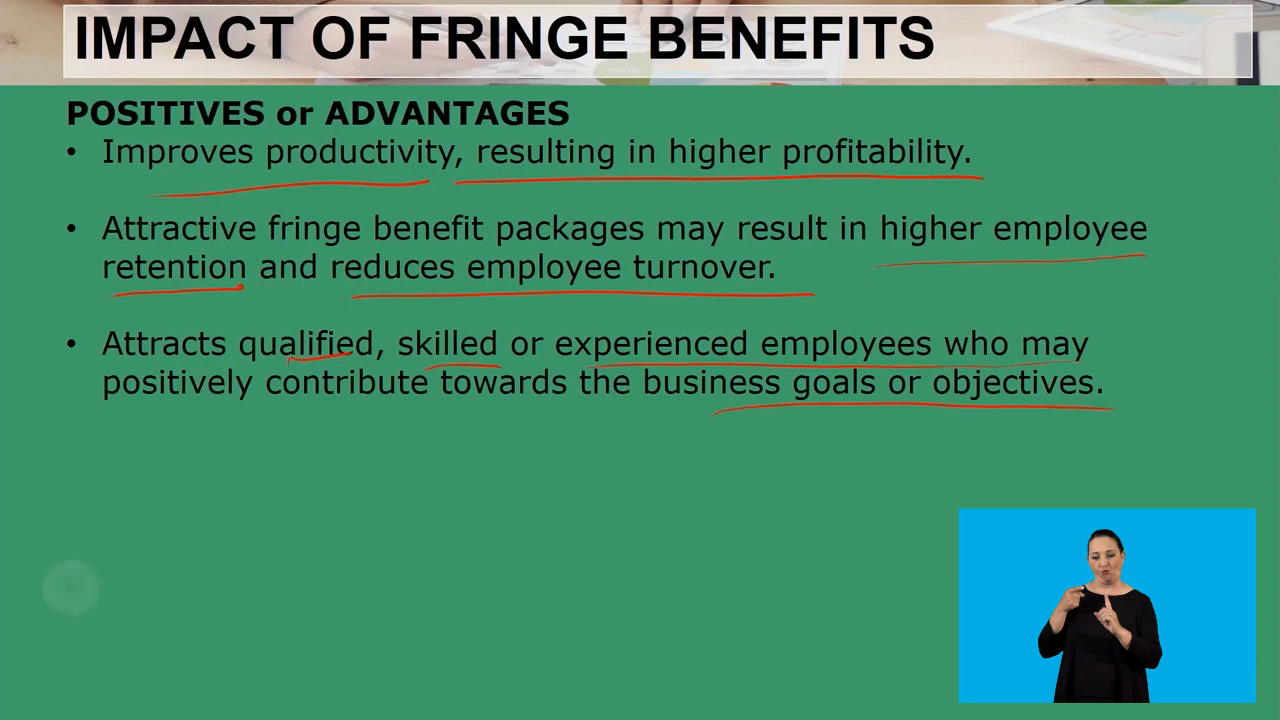 IMPACT OF FRINGE BENEFITS
POSITIVES or ADVANTAGES
• Improves productivity, resulting in higher profitability.
• Attractive fringe benefit packages may result in higher employee
retention and reduces employee turnover.
• Attracts qualified, skilled or experienced employees who may
positively contribute towards the business goals or objectives.